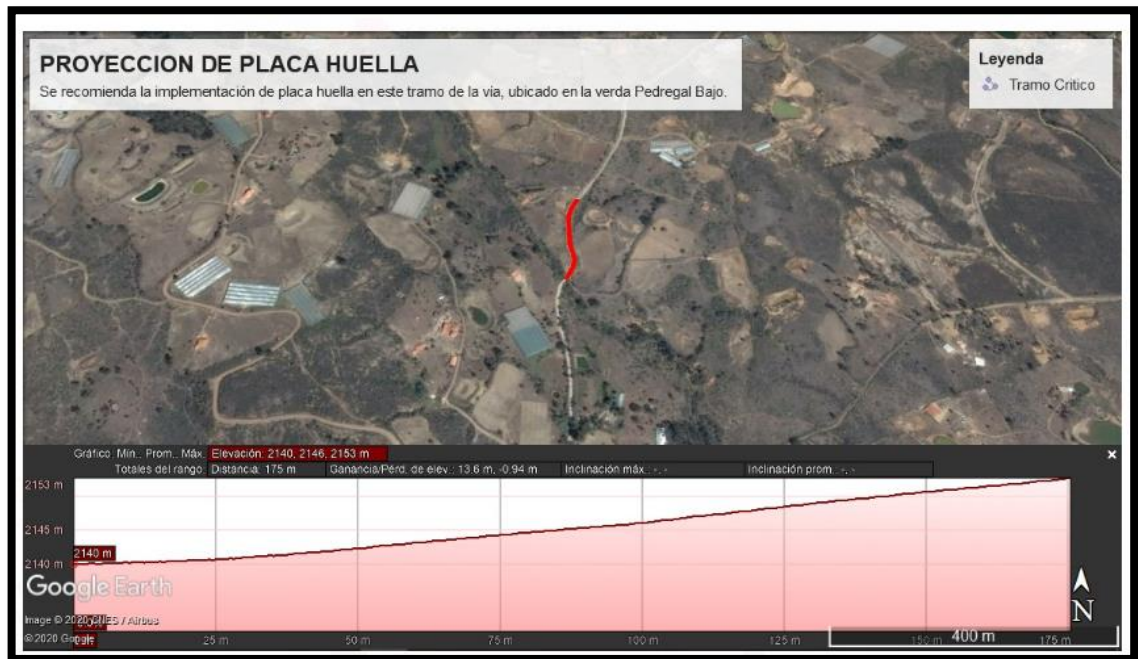 PROYECCION DE PLACA HUELLA
Se recomienda la implementación de placa huella en este tramo de la vía, ubicado en la verda Pedregal Bajo.
Leyenda
Tramo Critico
Gráfico: Mín., Prom., Máx. Elevación: 2140, 2146, 2153 m
Totales del rango: Distancia: 175 m Ganancia/Pérd. de elev.: 13.6 m, -0.94 m Inclinación máx.: -, - Inclinación prom.: -, -
2153 m
2145 m
2140 m
2140 m
Google Earth
Image © 2020 CNES / Airbus
© 2020 Google
25 m 50 m 75 m 100 m 125 m 150 m 175 m
400 m
N